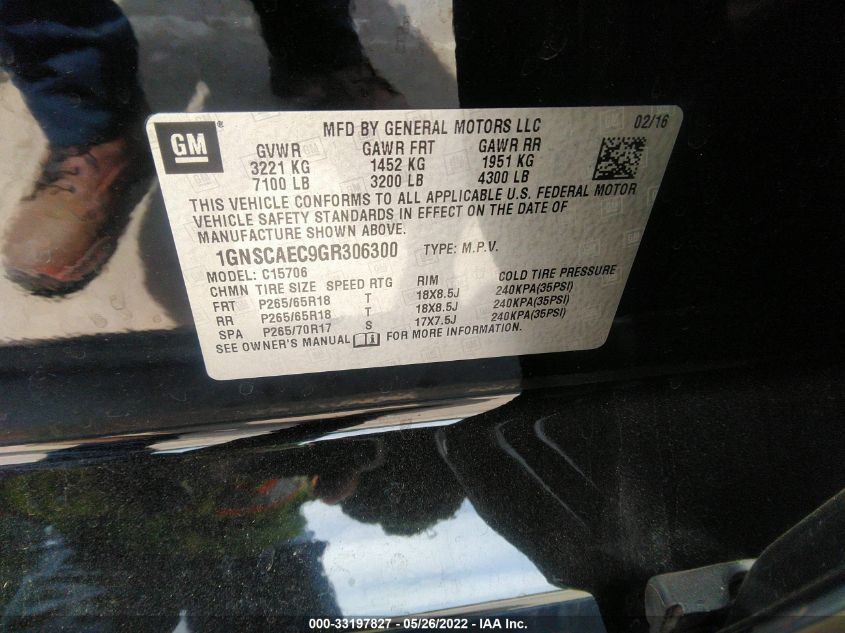 GM ® MFD BY GENERAL MOTORS LLC 02/16
GVWR GAWR FRT GAWR RR
3221 KG 1452 KG 1951 KG
7100 LB 3200 LB 4300 LB
THIS VEHICLE CONFORMS TO ALL APPLICABLE U.S. FEDERAL MOTOR
VEHICLE SAFETY STANDARDS IN EFFECT ON THE DATE OF
MANUFACTURE SHOWN ABOVE.
1GNSCAEC9GR306300 TYPE: M.P.V.
MODEL: C15706
CHMN TIRE SIZE SPEED RTG RIM COLD TIRE PRESSURE
FRT P265/65R18 T 18X8.5J 240KPA(35PSI)
RR P265/65R18 T 18X8.5J 240KPA(35PSI)
SPA P265/70R17 S 17X7.5J 240KPA(35PSI)
SEE OWNER'S MANUAL FOR MORE INFORMATION.
000-33197827 - 05/26/2022 - IAA Inc.